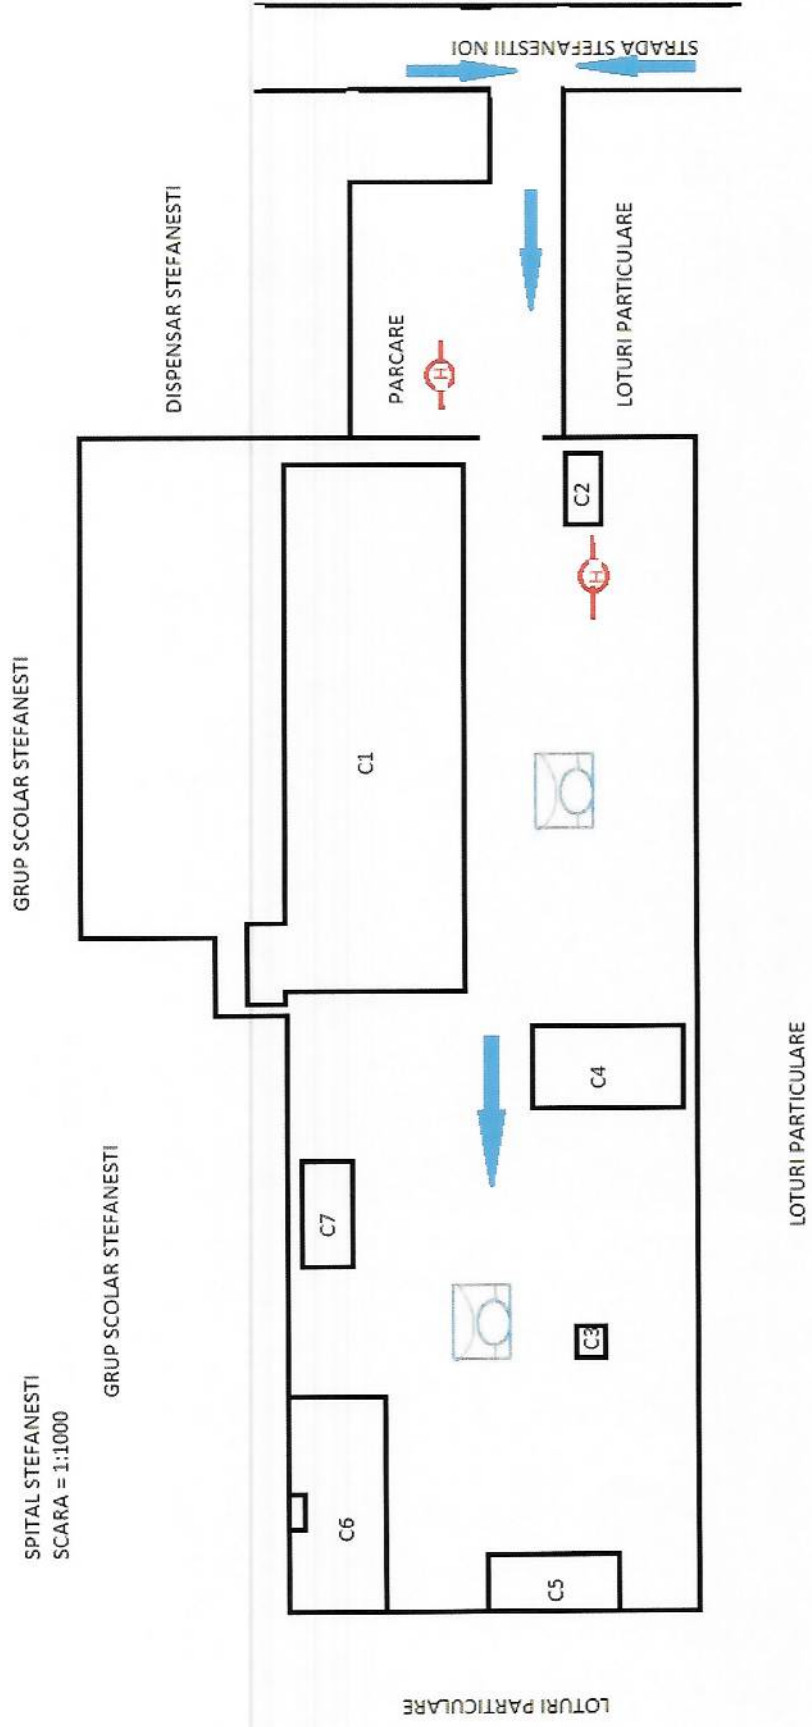 SPITAL STEFANESTI
SCARA = 1:1000
GRUP SCOLAR STEFANESTI
GRUP SCOLAR STEFANESTI
DISPENSAR STEFANESTI
STRADA STEFANESTII NOI
PARCARE
H
LOTURI PARTICULARE
C1
C2
H
C7
C4
C3
C6
C5
LOTURI PARTICULARE
LOTURI PARTICULARE